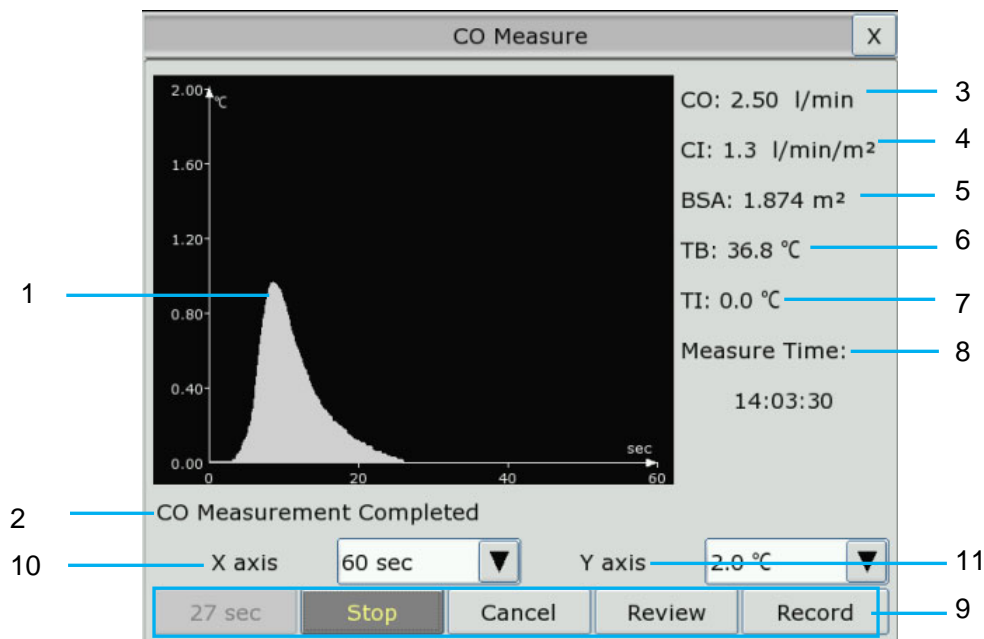 CO Measure X
2.00 ℃
1.60
1.20
0.80
0.40
0.00
0 20 40 60
sec
CO: 2.50 l/min 3
CI: 1.3 l/min/m² 4
BSA: 1.874 m² 5
TB: 36.8 ℃ 6
TI: 0.0 ℃ 7
Measure Time: 8
14:03:30
1
2 CO Measurement Completed
10 X axis 60 sec Y axis 2.0 ℃ 11
27 sec Stop Cancel Review Record 9